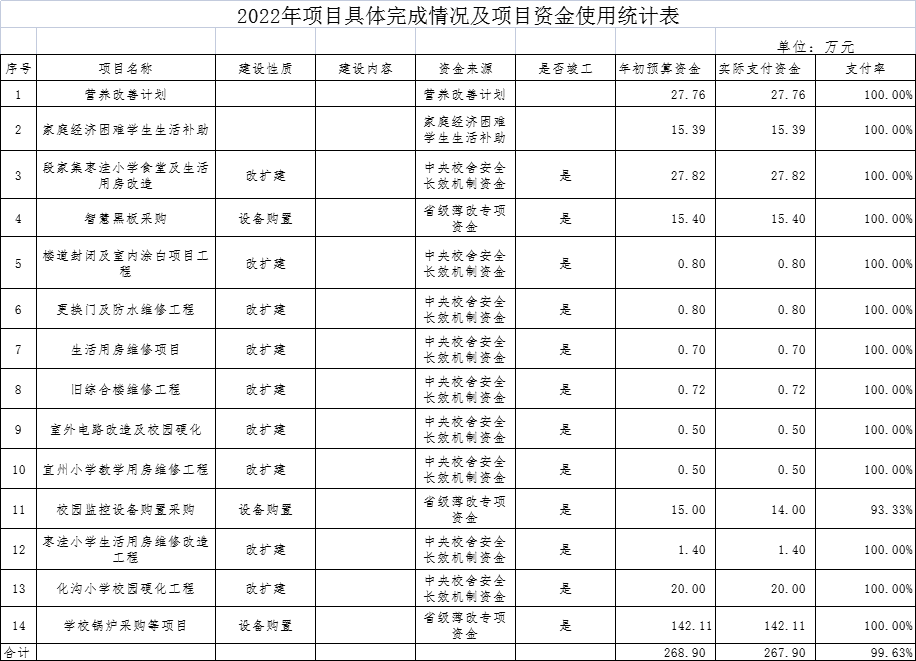 2022年项目具体完成情况及项目资金使用统计表
单位：万元
序号 项目名称 建设性质 建设内容 资金来源 是否竣工 年初预算资金 实际支付资金 支付率
1 营养改善计划 营养改善计划 27.76 27.76 100.00%
2 家庭经济困难学生生活补助 家庭经济困难
学生生活补助 15.39 15.39 100.00%
3 段家集枣洼小学食堂及生活
用房改造 改扩建 中央校舍安全
长效机制资金 是 27.82 27.82 100.00%
4 智慧黑板采购 设备购置 省级薄改专项
资金 是 15.40 15.40 100.00%
5 楼道封闭及室内涂白项目工
程 改扩建 中央校舍安全
长效机制资金 是 0.80 0.80 100.00%
6 更换门及防水维修工程 改扩建 中央校舍安全
长效机制资金 是 0.80 0.80 100.00%
7 生活用房维修项目 改扩建 中央校舍安全
长效机制资金 是 0.70 0.70 100.00%
8 旧综合楼维修工程 改扩建 中央校舍安全
长效机制资金 是 0.72 0.72 100.00%
9 室外电路改造及校园硬化 改扩建 中央校舍安全
长效机制资金 是 0.50 0.50 100.00%
10 宜州小学教学用房维修工程 改扩建 中央校舍安全
长效机制资金 是 0.50 0.50 100.00%
11 校园监控设备购置采购 设备购置 省级薄改专项
资金 是 15.00 14.00 93.33%
12 枣洼小学生活用房维修改造
工程 改扩建 中央校舍安全
长效机制资金 是 1.40 1.40 100.00%
13 化沟小学校园硬化工程 改扩建 中央校舍安全
长效机制资金 是 20.00 20.00 100.00%
14 学校锅炉采购等项目 设备购置 省级薄改专项
资金 是 142.11 142.11 100.00%
合计 268.90 267.90 99.63%